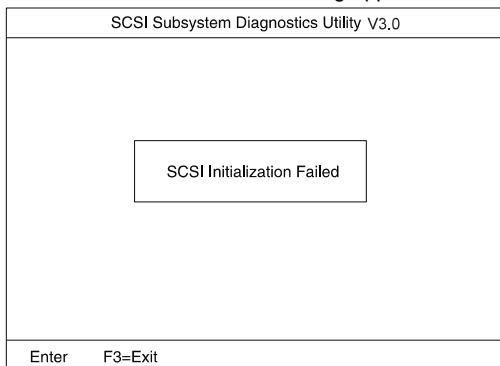 SCSI Subsystem Diagnostics Utility V3.0
SCSI Initialization Failed
Enter F3=Exit